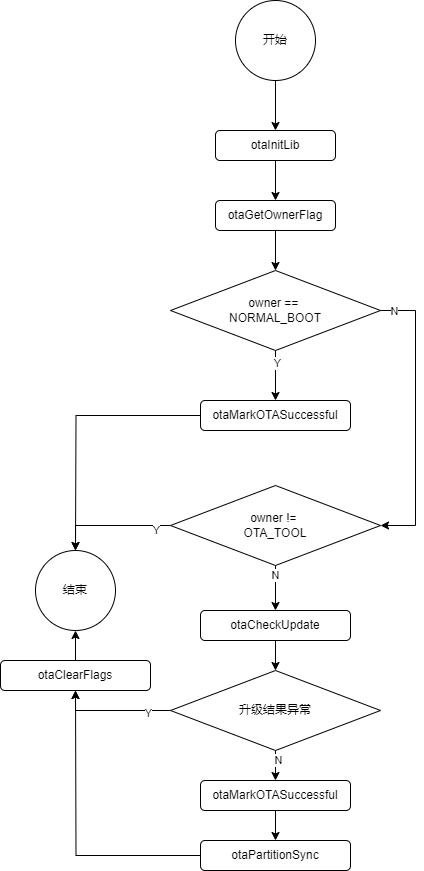 开始
otaInitLib
otaGetOwnerFlag
owner ==
NORMAL_BOOT
N
Y
otaMarkOTASuccessful
owner !=
OTA_TOOL
Y
N
结束
otaCheckUpdate
otaClearFlags
升级结果异常
Y
N
otaMarkOTASuccessful
otaPartitionSync